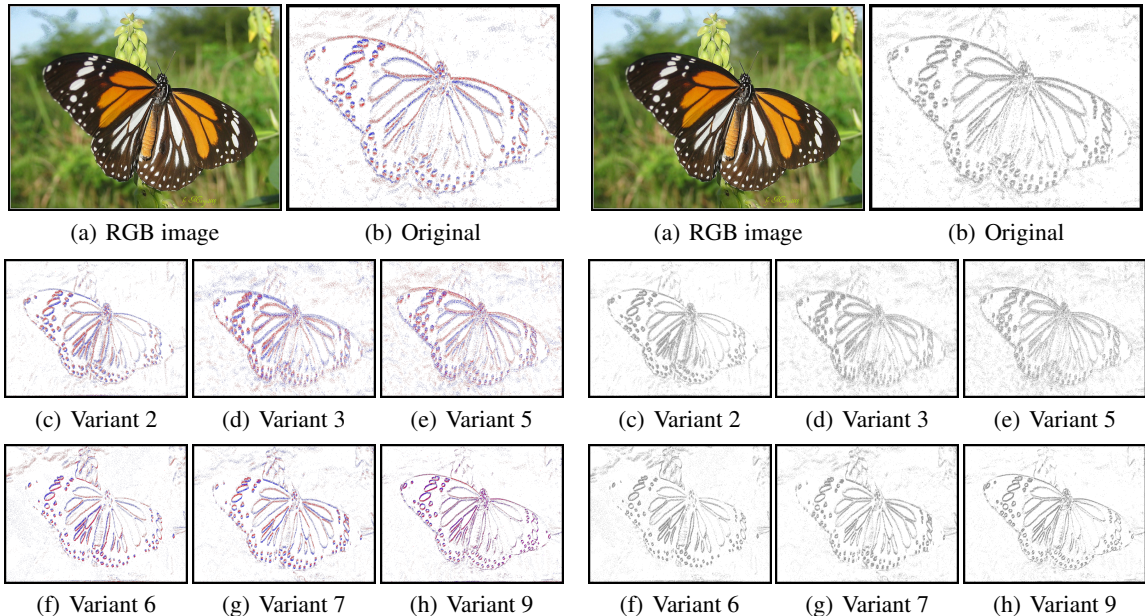 (a) RGB image
(b) Original
(a) RGB image
(b) Original
(c) Variant 2
(d) Variant 3
(e) Variant 5
(c) Variant 2
(d) Variant 3
(e) Variant 5
(f) Variant 6
(g) Variant 7
(h) Variant 9
(f) Variant 6
(g) Variant 7
(h) Variant 9